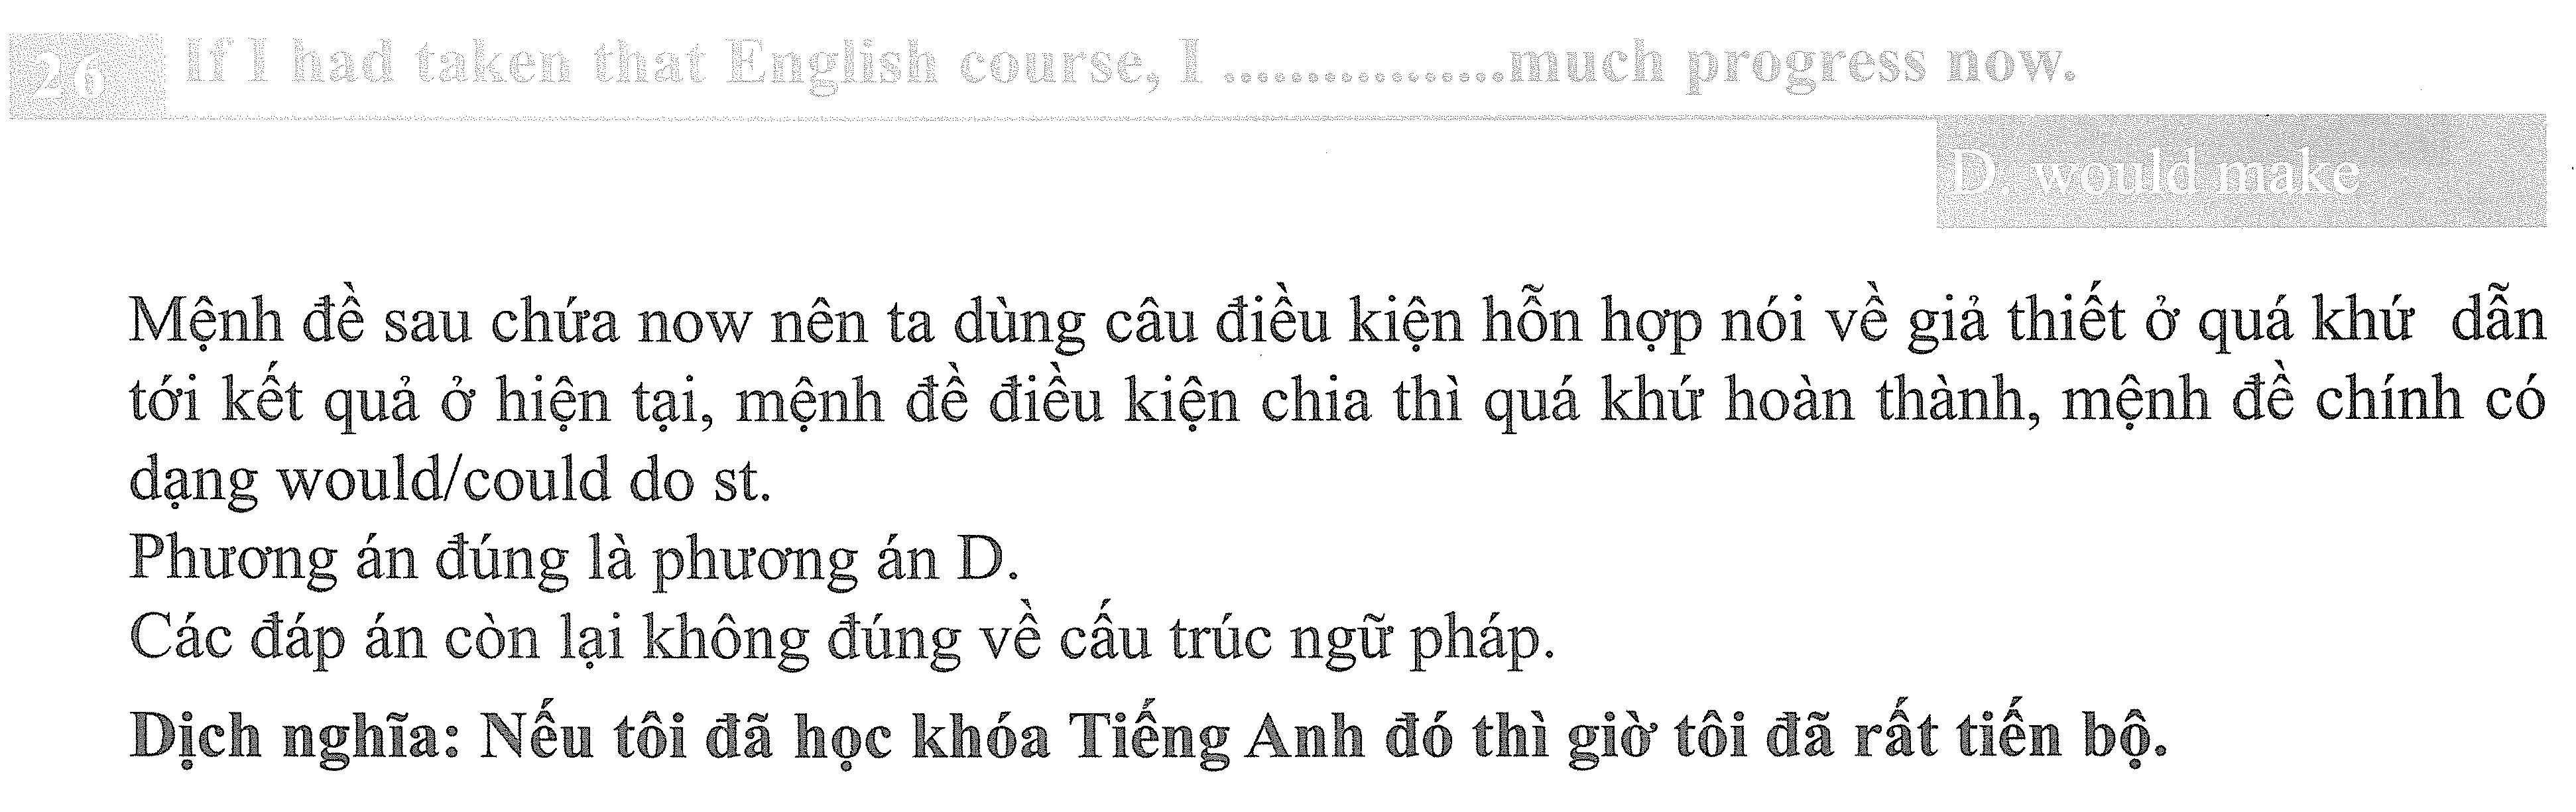 26 If I had taken that English course, I .................much progress now.
D. would make
Mệnh đề sau chứa now nên ta dùng câu điều kiện hỗn hợp nói về giả thiết ở quá khứ dẫn
tới kết quả ở hiện tại, mệnh đề điều kiện chia thì quá khứ hoàn thành, mệnh đề chính có
dạng would/could do st.
Phương án đúng là phương án D.
Các đáp án còn lại không đúng về cấu trúc ngữ pháp.
Dịch nghĩa: Nếu tôi đã học khóa Tiếng Anh đó thì giờ tôi đã rất tiến bộ.